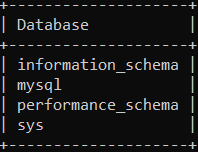 Database
information_schema
mysql
performance_schema
sys